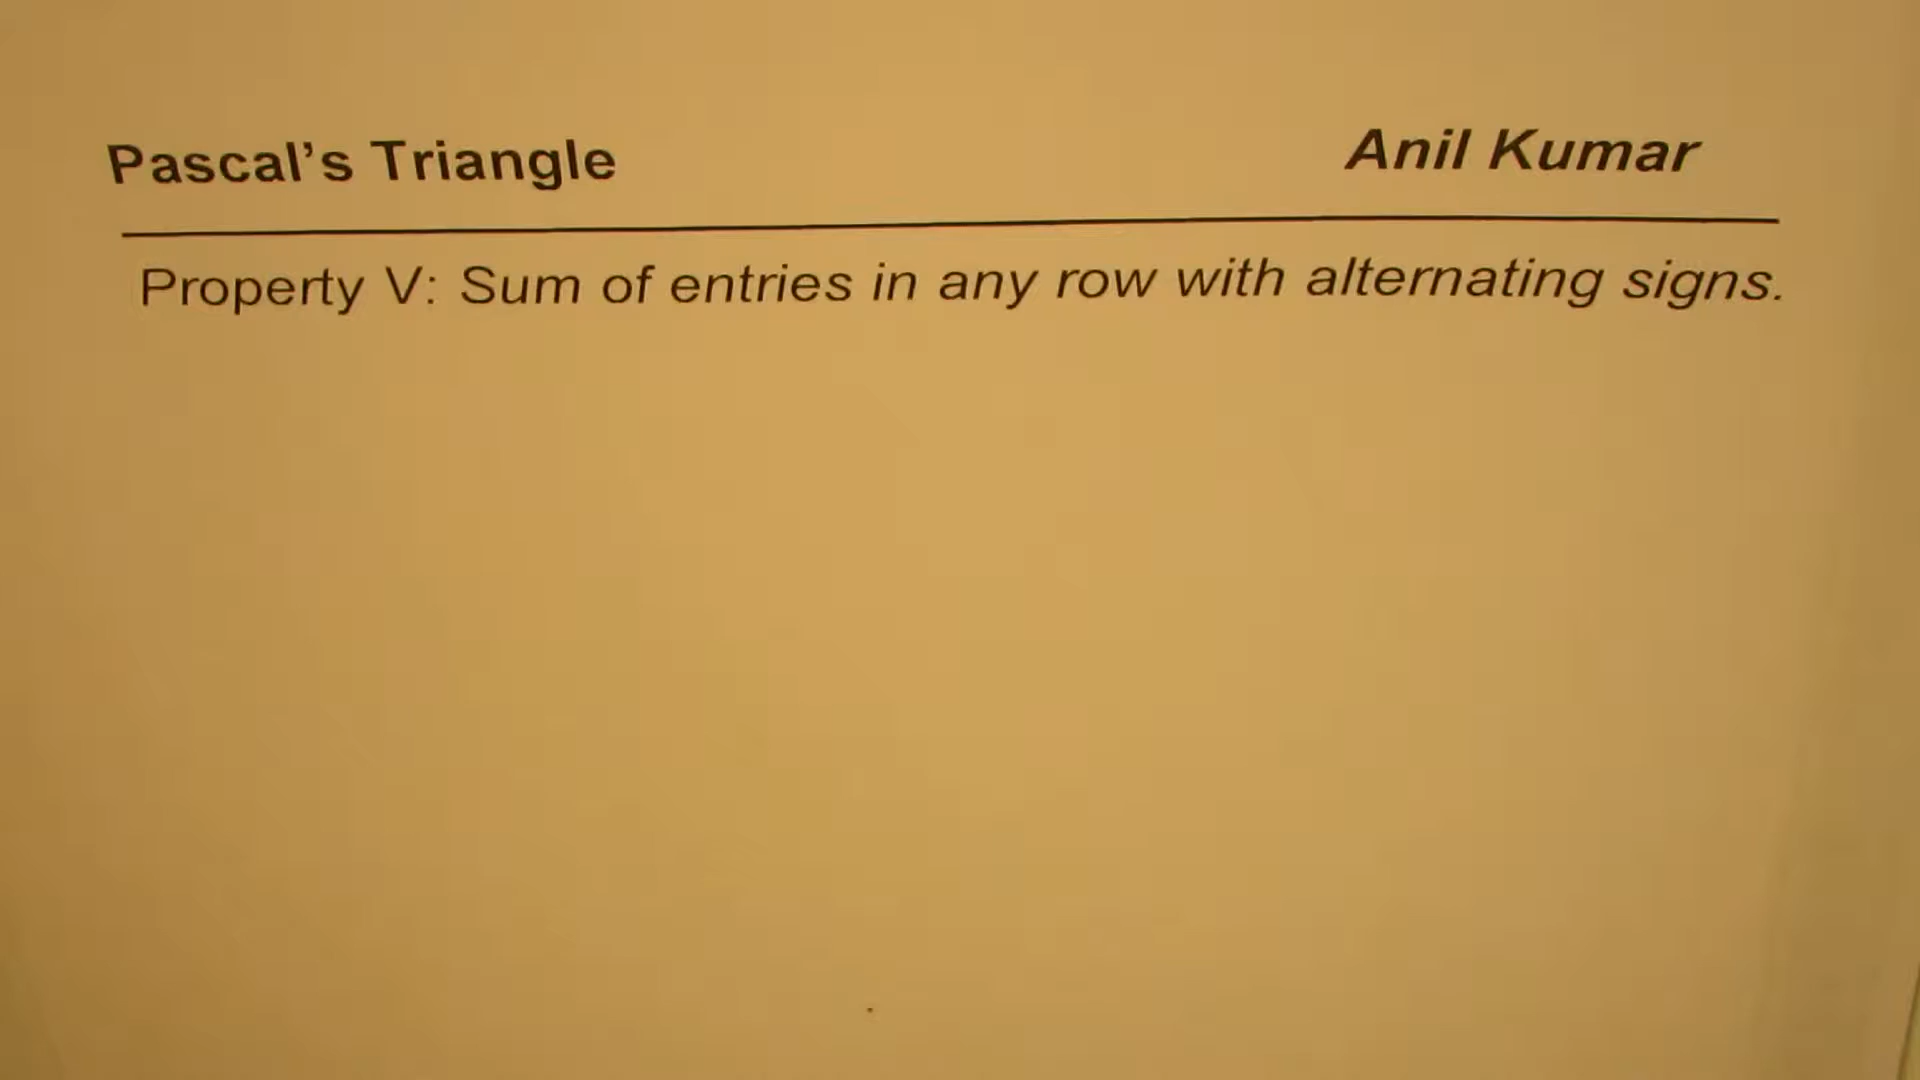 Pascal's Triangle
Anil Kumar
Property V: Sum of entries in any row with alternating signs.